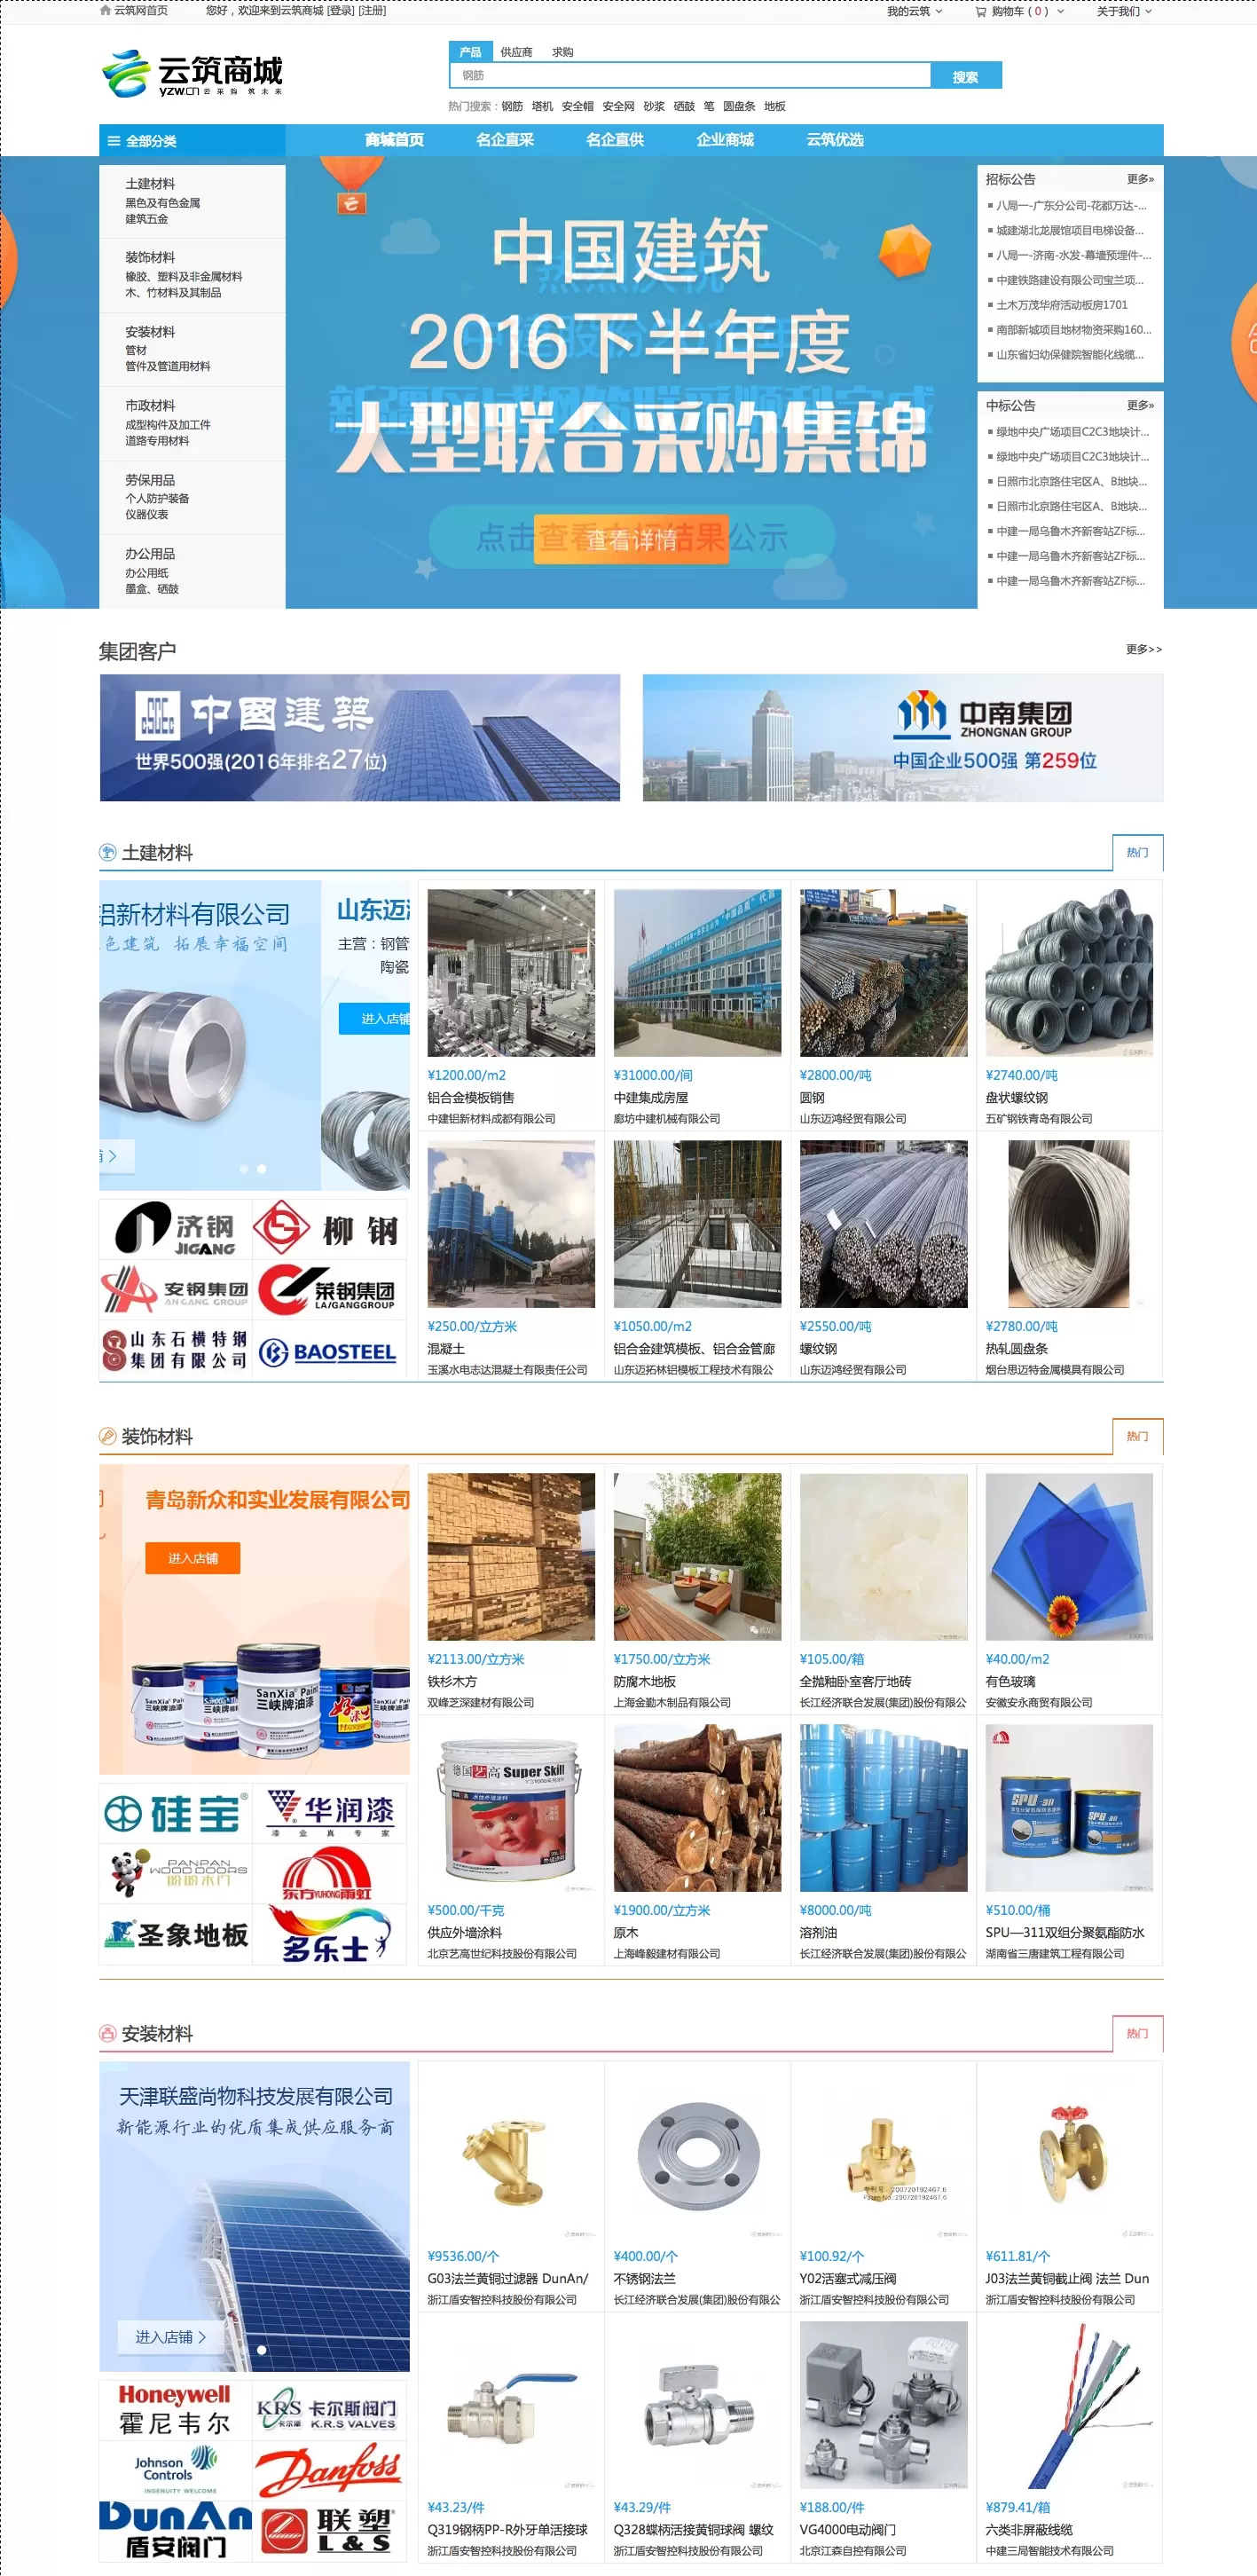 云筑网首页 您好，欢迎来到云筑商城 [登录] [注册] 我的云筑 购物车 ( 0 ) 关于我们
云筑商城
yzw.cn 云 采 购 筑 未 来
产品 供应商 求购
钢筋 搜索
热门搜索：钢筋 塔机 安全帽 安全网 砂浆 硒鼓 笔 圆盘条 地板
全部分类 商城首页 名企直采 名企直供 企业商城 云筑优选
土建材料
黑色及有色金属
建筑五金
装饰材料
橡胶、塑料及非金属材料
木、竹材料及其制品
安装材料
管材
管件及管道用材料
市政材料
成型构件及加工件
道路专用材料
劳保用品
个人防护装备
仪器仪表
办公用品
办公用纸
墨盒、硒鼓
中国建筑
2016下半年度
大型联合采购集锦
查看详情
招标公告 更多»
八局一-广东分公司-花都万达-...
城建湖北龙展馆项目电梯设备...
八局一-济南-水发-幕墙预埋件-...
中建铁路建设有限公司宝兰项...
土木万茂华府活动板房1701
南部新城项目地材物资采购160...
山东省妇幼保健院智能化线缆...
中标公告 更多»
绿地中央广场项目C2C3地块计...
绿地中央广场项目C2C3地块计...
日照市北京路住宅区A、B地块...
日照市北京路住宅区A、B地块...
中建一局乌鲁木齐新客站ZF标...
中建一局乌鲁木齐新客站ZF标...
中建一局乌鲁木齐新客站ZF标...
集团客户 更多>>
中國建築
世界500强(2016年排名27位)
中南集团
ZHONGNAN GROUP
中国企业500强 第259位
土建材料 热门
铝新材料有限公司
色建筑 拓展幸福空间
山东迈
主营：钢管
陶瓷
进入店铺
济钢
JIGANG
柳 钢
安钢集团
AN GANG GROUP
莱钢集团
LAIGANGGROUP
山东石横特钢
集团有限公司
BAOSTEEL
¥1200.00/m2
铝合金模板销售
中建铝新材料成都有限公司
¥31000.00/间
中建集成房屋
廊坊中建机械有限公司
¥2800.00/吨
圆钢
山东迈鸿经贸有限公司
¥2740.00/吨
盘状螺纹钢
五矿钢铁青岛有限公司
¥250.00/立方米
混凝土
玉溪水电志达混凝土有限责任公司
¥1050.00/m2
铝合金建筑模板、铝合金管廊
山东迈拓林铝模板工程技术有限公
¥2550.00/吨
螺纹钢
山东迈鸿经贸有限公司
¥2780.00/吨
热轧圆盘条
烟台思迈特金属模具有限公司
装饰材料 热门
青岛新众和实业发展有限公司
进入店铺
SanXia Paint
三峡牌油漆
硅宝
华润漆
漆 业 真 专 家
PANPAN
WOOD DOORS
盼盼木门
东方YUHONG雨虹
圣象地板
多乐士
¥2113.00/立方米
铁杉木方
双峰芝深建材有限公司
¥1750.00/立方米
防腐木地板
上海金勤木制品有限公司
¥105.00/箱
全抛釉卧室客厅地砖
长江经济联合发展(集团)股份有限公
¥40.00/m2
有色玻璃
安徽安永商贸有限公司
德国艺高 Super Skill
SPU-311
SPU-311
¥500.00/千克
供应外墙涂料
北京艺高世纪科技股份有限公司
¥1900.00/立方米
原木
上海峰毅建材有限公司
¥8000.00/吨
溶剂油
长江经济联合发展(集团)股份有限公
¥510.00/桶
SPU—311双组分聚氨酯防水
湖南省三唐建筑工程有限公司
安装材料 热门
天津联盛尚物科技发展有限公司
新能源行业的优质集成供应服务商
进入店铺
Honeywell
霍尼韦尔
KRS
卡尔斯
卡尔斯阀门
K.R.S VALVES
Johnson
Controls
INGENUITY WELCOME
Danfoss
DunAn
盾安阀门
联塑
L&S
专利号：200720192467.6
Patent No.:200720192467.6
¥9536.00/个
G03法兰黄铜过滤器 DunAn/
浙江盾安智控科技股份有限公司
¥400.00/个
不锈钢法兰
长江经济联合发展(集团)股份有限公
¥100.92/个
Y02活塞式减压阀
浙江盾安智控科技股份有限公司
¥611.81/个
J03法兰黄铜截止阀 法兰 Dun
浙江盾安智控科技股份有限公司
¥43.23/件
Q319钢柄PP-R外牙单活接球
浙江盾安智控科技股份有限公司
¥43.29/件
Q328蝶柄活接黄铜球阀 螺纹
浙江盾安智控科技股份有限公司
¥188.00/件
VG4000电动阀门
北京江森自控有限公司
¥879.41/箱
六类非屏蔽线缆
中建三局智能技术有限公司